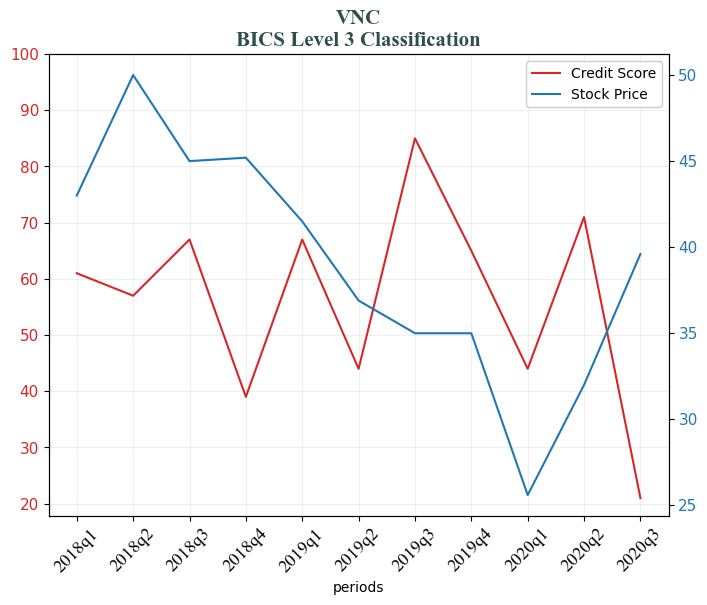 VNC
BICS Level 3 Classification
100
90
80
70
60
50
40
30
20
Credit Score
Stock Price
50
45
40
35
30
25
2018q1
2018q2
2018q3
2018q4
2019q1
2019q2
2019q3
2019q4
2020q1
2020q2
2020q3
periods